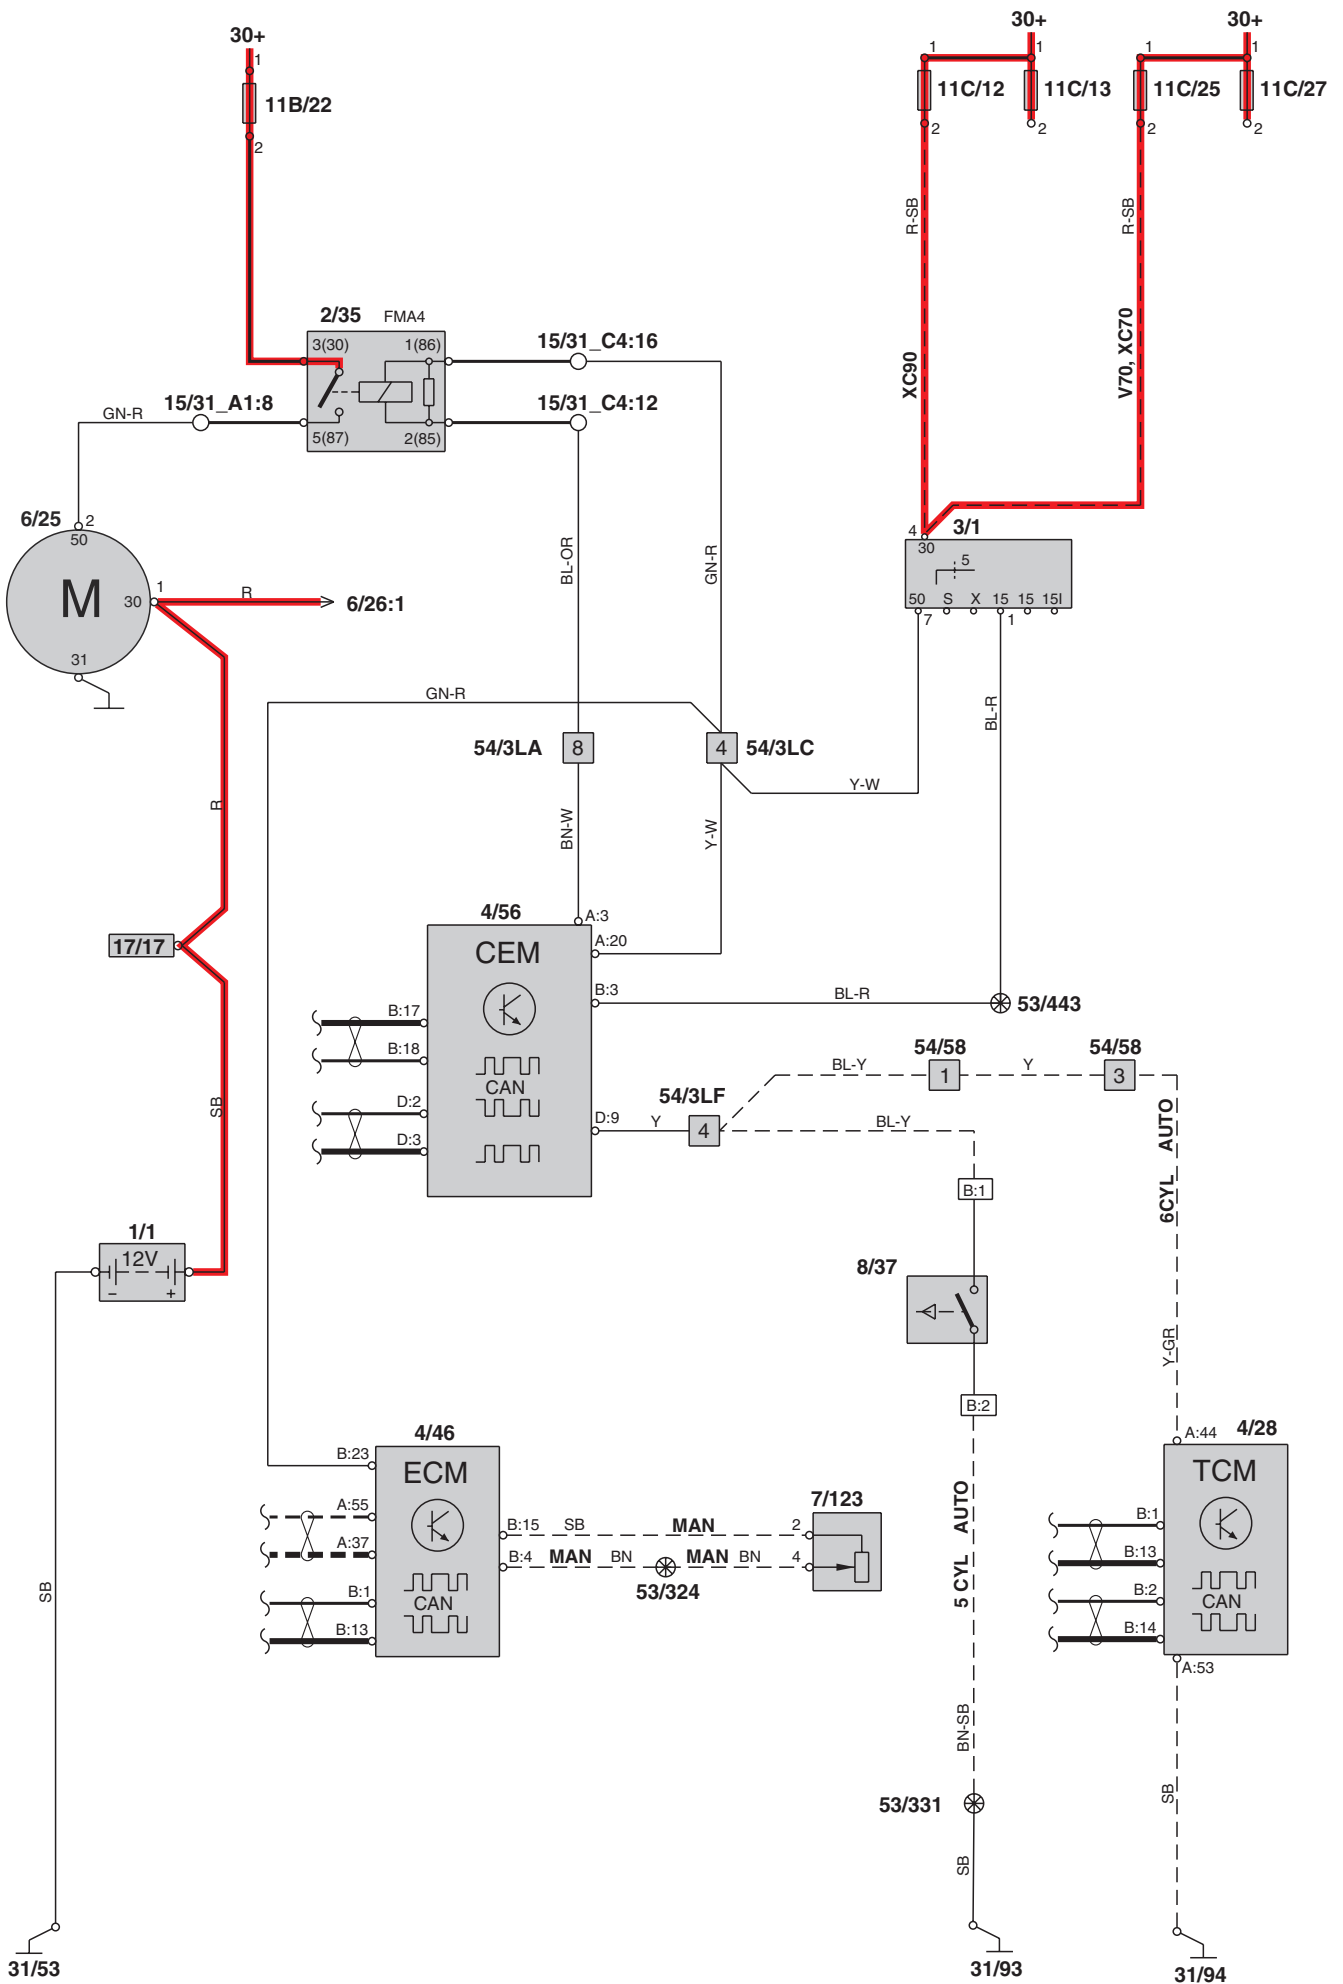 30+
30+
30+
1
11B/22
2
1
1
11C/12
11C/13
2
2
1
1
11C/25
11C/27
2
2
R-SB
R-SB
XC90
V70, XC70
2/35
FMA4
3(30)
1(86)
5(87)
2(85)
15/31_C4:16
15/31_C4:12
15/31_A1:8
GN-R
6/25
2
50
M
30
1
R
6/26:1
31
BL-OR
GN-R
4
3/1
30
5
50
S
X
15
15
15I
7
1
GN-R
BL-R
54/3LA
8
4
54/3LC
Y-W
R
BN-W
Y-W
17/17
4/56
A:3
CEM
A:20
B:3
BL-R
53/443
B:17
B:18
CAN
D:2
D:3
D:9
Y
54/3LF
4
BL-Y
54/58
1
Y
54/58
3
BL-Y
SB
6CYL AUTO
B:1
1/1
12V
–
+
8/37
Y-GR
B:2
4/46
B:23
ECM
A:55
A:37
B:1
CAN
B:13
B:15
SB
MAN
2
7/123
B:4
MAN
BN
MAN
BN
4
53/324
5 CYL AUTO
A:44
4/28
TCM
B:1
B:13
B:2
CAN
B:14
A:53
SB
BN-SB
53/331
SB
SB
31/53
31/93
31/94